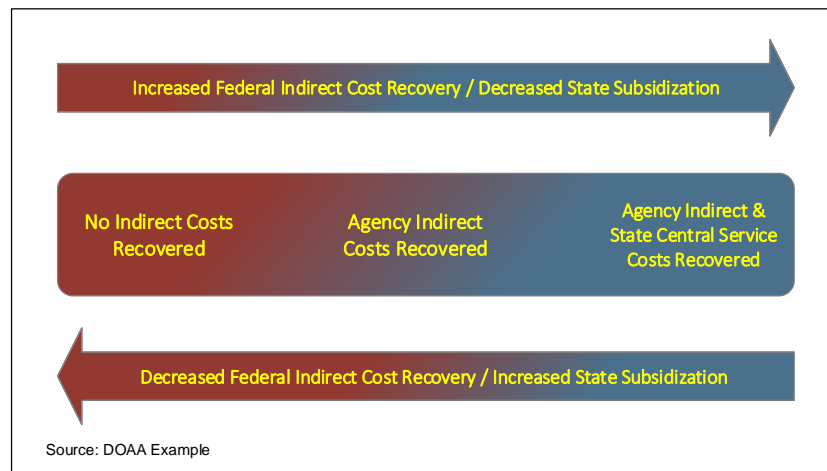 Increased Federal Indirect Cost Recovery / Decreased State Subsidization
No Indirect Costs
Recovered
Agency Indirect
Costs Recovered
Agency Indirect &
State Central Service
Costs Recovered
Decreased Federal Indirect Cost Recovery / Increased State Subsidization
Source: DOAA Example